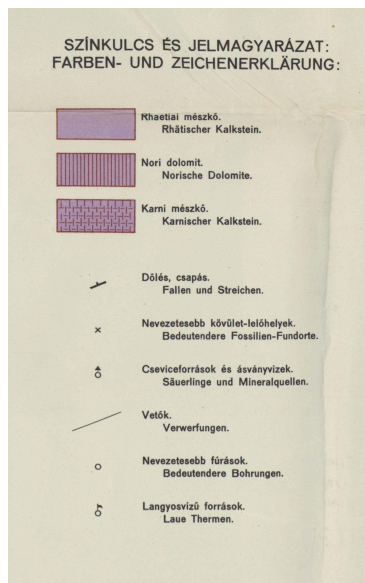 SZÍNKULCS ÉS JELMAGYARÁZAT:
FARBEN- UND ZEICHENERKLÄRUNG:
Rhaetiai mészkő.
Rhätischer Kalkstein.
Nori dolomit.
Norische Dolomite.
Karni mészkő.
Karnischer Kalkstein.
Dőlés, csapás.
Fallen und Streichen.
Nevezetesebb kövület-lelőhelyek.
Bedeutendere Fossilien-Fundorte.
Cseviceforrások és ásványvizek.
Säuerlinge und Mineralquellen.
Vetők.
Verwerfungen.
Nevezetesebb fúrások.
Bedeutendere Bohrungen.
Langyosvizű források.
Laue Thermen.